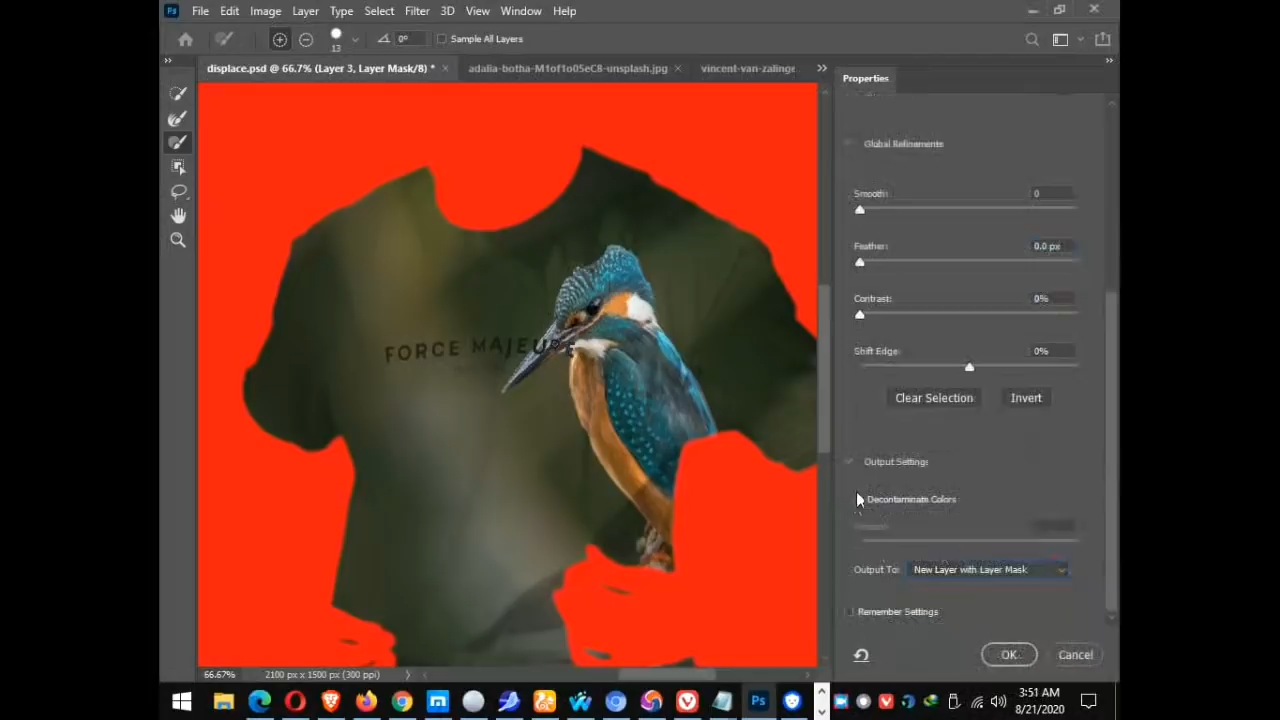 Ps File Edit Image Layer Type Select Filter 3D View Window Help
13 0° Sample All Layers
displace.psd @ 66.7% (Layer 3, Layer Mask/8) * × adalia-botha-M1of1o05eC8-unsplash.jpg × vincent-van-zalinge
Properties
Global Refinements
Smooth: 0
Feather: 0.0 px
Contrast: 0%
Shift Edge: 0%
Clear Selection Invert
Output Settings
Decontaminate Colors
Output To: New Layer with Layer Mask
Remember Settings
OK Cancel
FORCE MAJEURE
66.67% 2100 px x 1500 px (300 ppi)
3:51 AM
8/21/2020